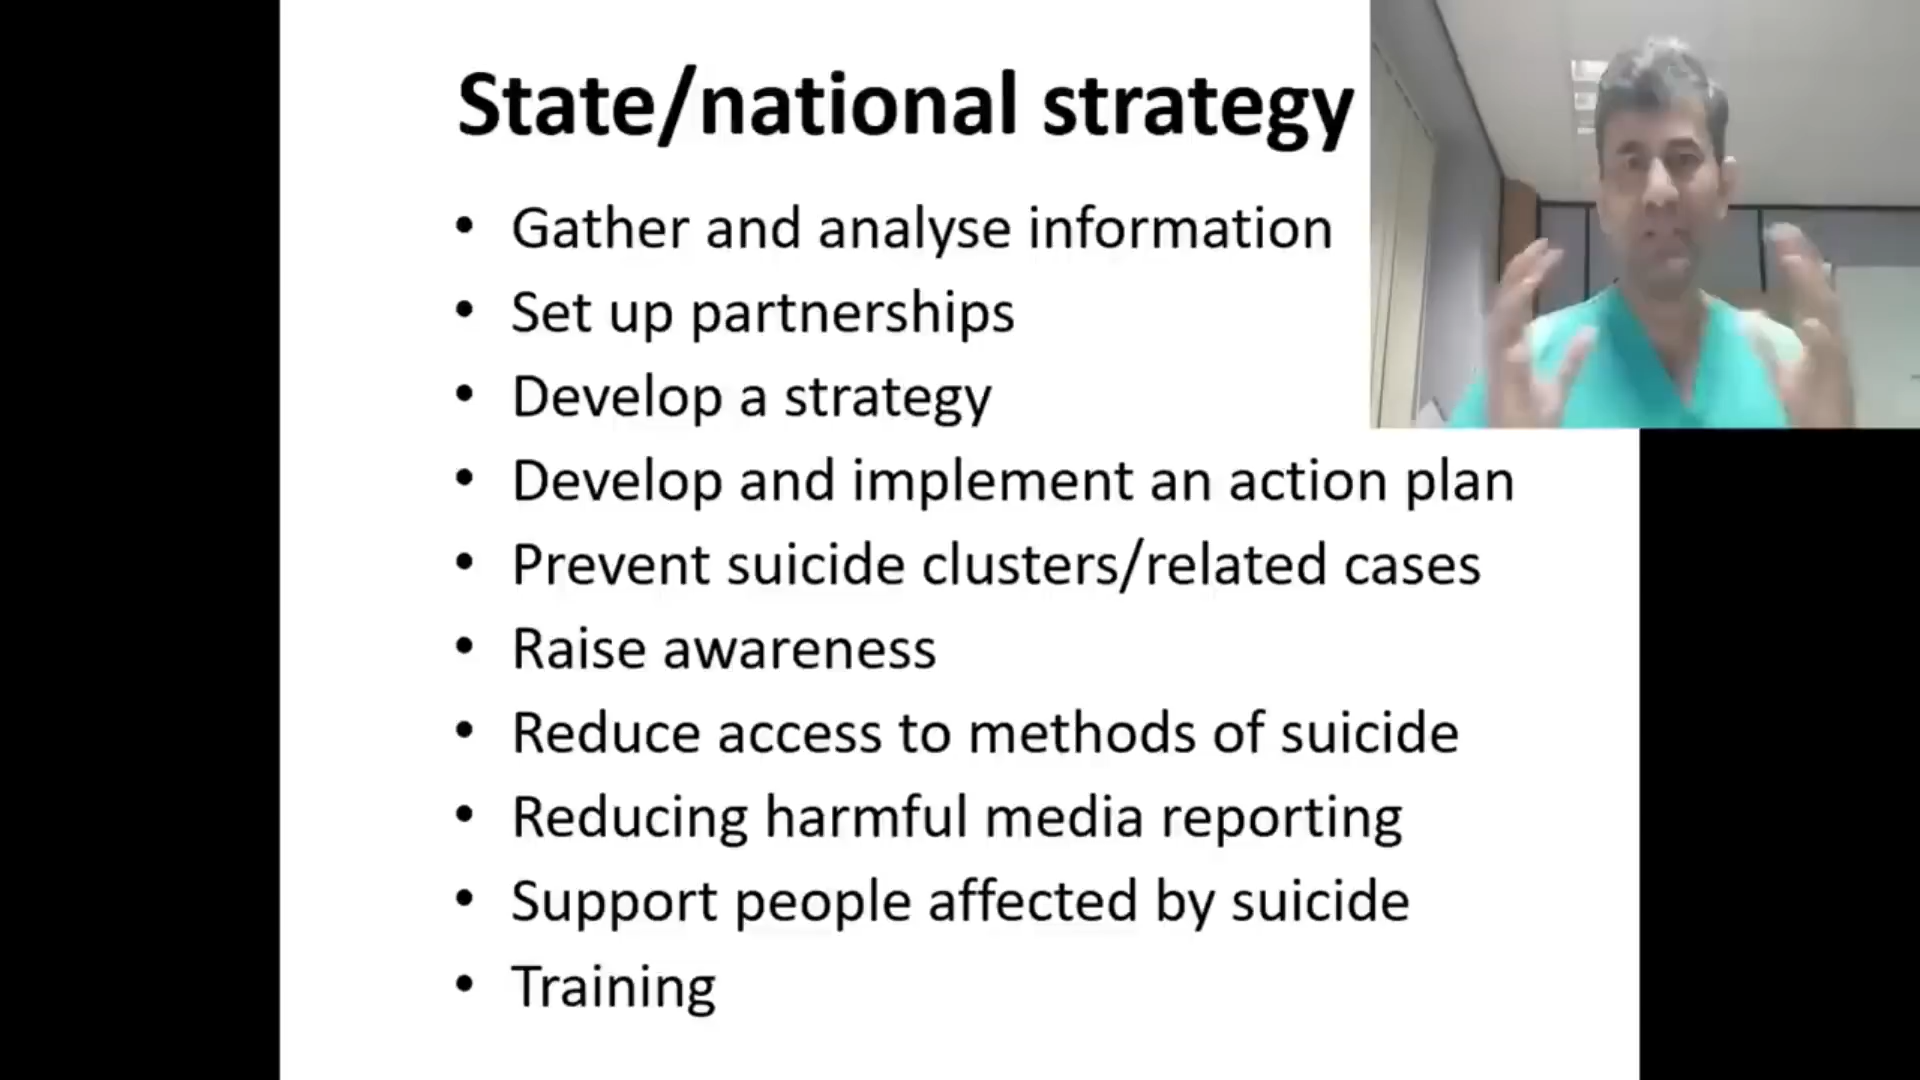 State/national strategy
• Gather and analyse information
• Set up partnerships
• Develop a strategy
• Develop and implement an action plan
• Prevent suicide clusters/related cases
• Raise awareness
• Reduce access to methods of suicide
• Reducing harmful media reporting
• Support people affected by suicide
• Training